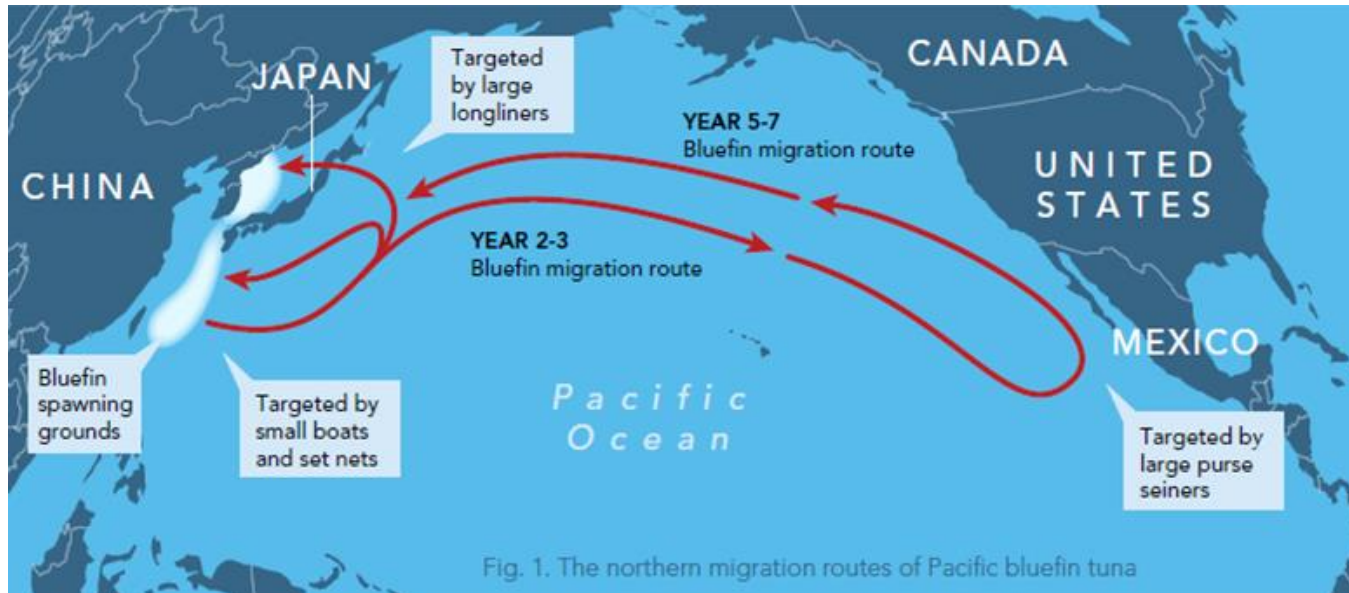 JAPAN
Targeted
by large
longliners
CANADA
YEAR 5-7
Bluefin migration route
UNITED
STATES
CHINA
YEAR 2-3
Bluefin migration route
MEXICO
Bluefin
spawning
grounds
Targeted by
small boats
and set nets
Pacific
Ocean
Targeted by
large purse
seiners
Fig. 1. The northern migration routes of Pacific bluefin tuna